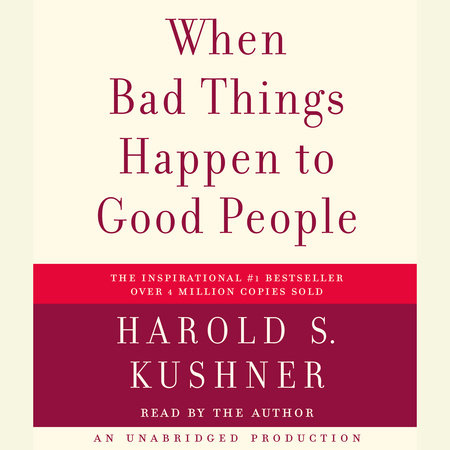 When
Bad Things
Happen to
Good People
THE INSPIRATIONAL #1 BESTSELLER
OVER 4 MILLION COPIES SOLD
HAROLD S.
KUSHNER
READ BY THE AUTHOR
AN UNABRIDGED PRODUCTION